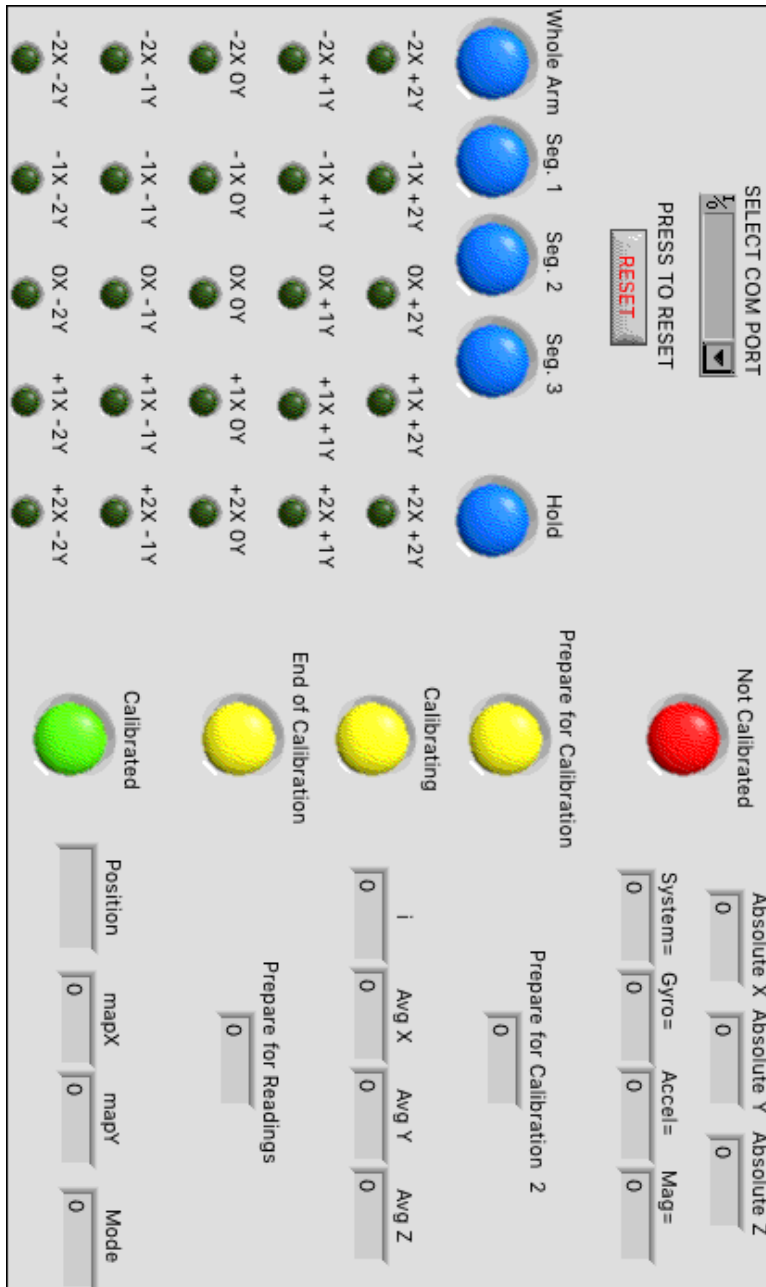 SELECT COM PORT Not Calibrated Absolute X Absolute Y Absolute Z
I/O 0 0 0
PRESS TO RESET System= Gyro= Accel= Mag=
RESET 0 0 0 0
Whole Arm Seg. 1 Seg. 2 Seg. 3 Hold Prepare for Calibration Prepare for Calibration 2
0
-2X +2Y -1X +2Y 0X +2Y +1X +2Y +2X +2Y Calibrating i Avg X Avg Y Avg Z
0 0 0 0
-2X +1Y -1X +1Y 0X +1Y +1X +1Y +2X +1Y End of Calibration Prepare for Readings
-2X 0Y -1X 0Y 0X 0Y +1X 0Y +2X 0Y 0
-2X -1Y -1X -1Y 0X -1Y +1X -1Y +2X -1Y Calibrated Position mapX mapY Mode
0 0 0
-2X -2Y -1X -2Y 0X -2Y +1X -2Y +2X -2Y